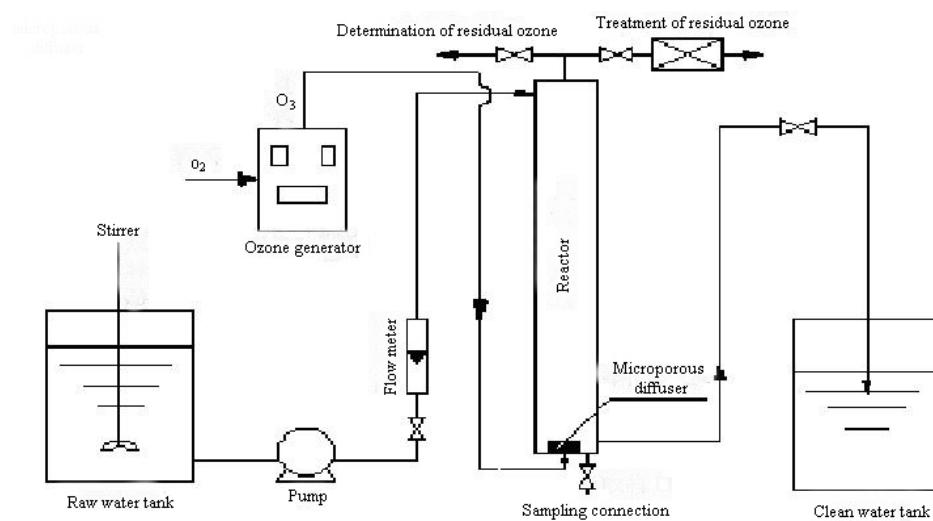 Determination of residual ozone
Treatment of residual ozone
O3
o2
Ozone generator
Stirrer
Flow meter
Reactor
Microporous
diffuser
Raw water tank
Pump
Sampling connection
Clean water tank